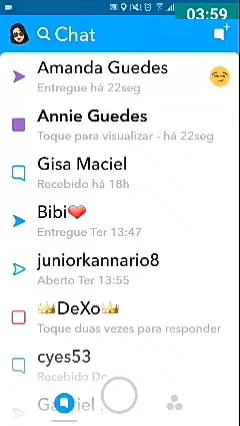 03:59
Chat
Amanda Guedes
Entregue há 22seg
Annie Guedes
Toque para visualizar - há 22seg
Gisa Maciel
Recebido há 18h
Bibi❤️
Entregue Ter 13:47
juniorkannario8
Aberto Ter 13:55
👑DeXo👑
Toque duas vezes para responder
cyes53
Recebido